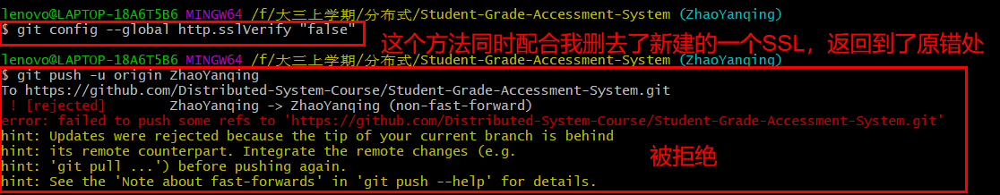 lenovo@LAPTOP-18A6T5B6 MINGW64 /f/大三上学期/分布式/Student-Grade-Accessment-System (ZhaoYanqing)
$ git config --global http.sslVerify "false"
这个方法同时配合我删去了新建的一个SSL，返回到了原错处
lenovo@LAPTOP-18A6T5B6 MINGW64 /f/大三上学期/分布式/Student-Grade-Accessment-System (ZhaoYanqing)
$ git push -u origin ZhaoYanqing
To https://github.com/Distributed-System-Course/Student-Grade-Accessment-System.git
 ! [rejected]        ZhaoYanqing -> ZhaoYanqing (non-fast-forward)
error: failed to push some refs to 'https://github.com/Distributed-System-Course/Student-Grade-Accessment-System.git'
hint: Updates were rejected because the tip of your current branch is behind
hint: its remote counterpart. Integrate the remote changes (e.g.
hint: 'git pull ...') before pushing again.
被拒绝
hint: See the 'Note about fast-forwards' in 'git push --help' for details.